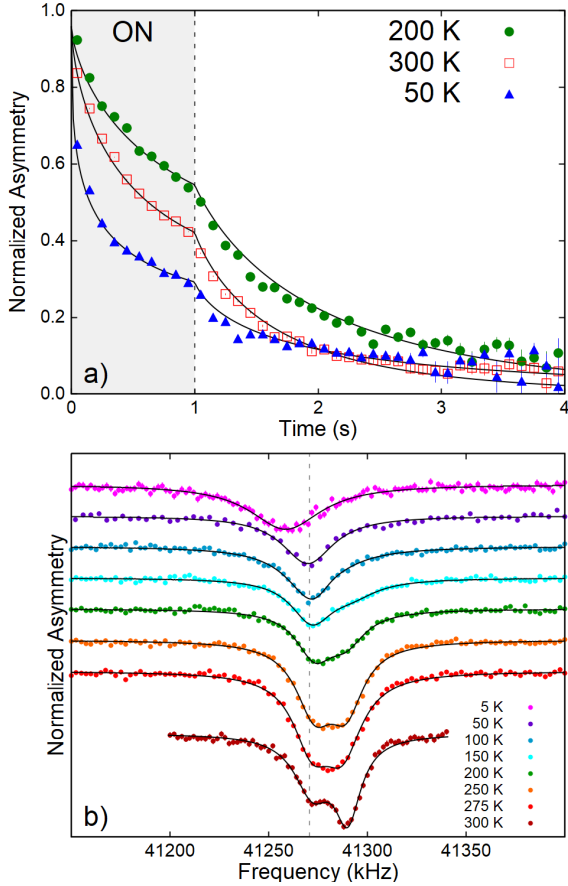 ON
200 K
300 K
50 K
1.0
0.8
0.6
0.4
0.2
0.0
Normalized Asymmetry
a)
0 1 2 3 4
Time (s)
Normalized Asymmetry
5 K
50 K
100 K
150 K
200 K
250 K
275 K
300 K
b)
41200 41250 41300 41350
Frequency (kHz)